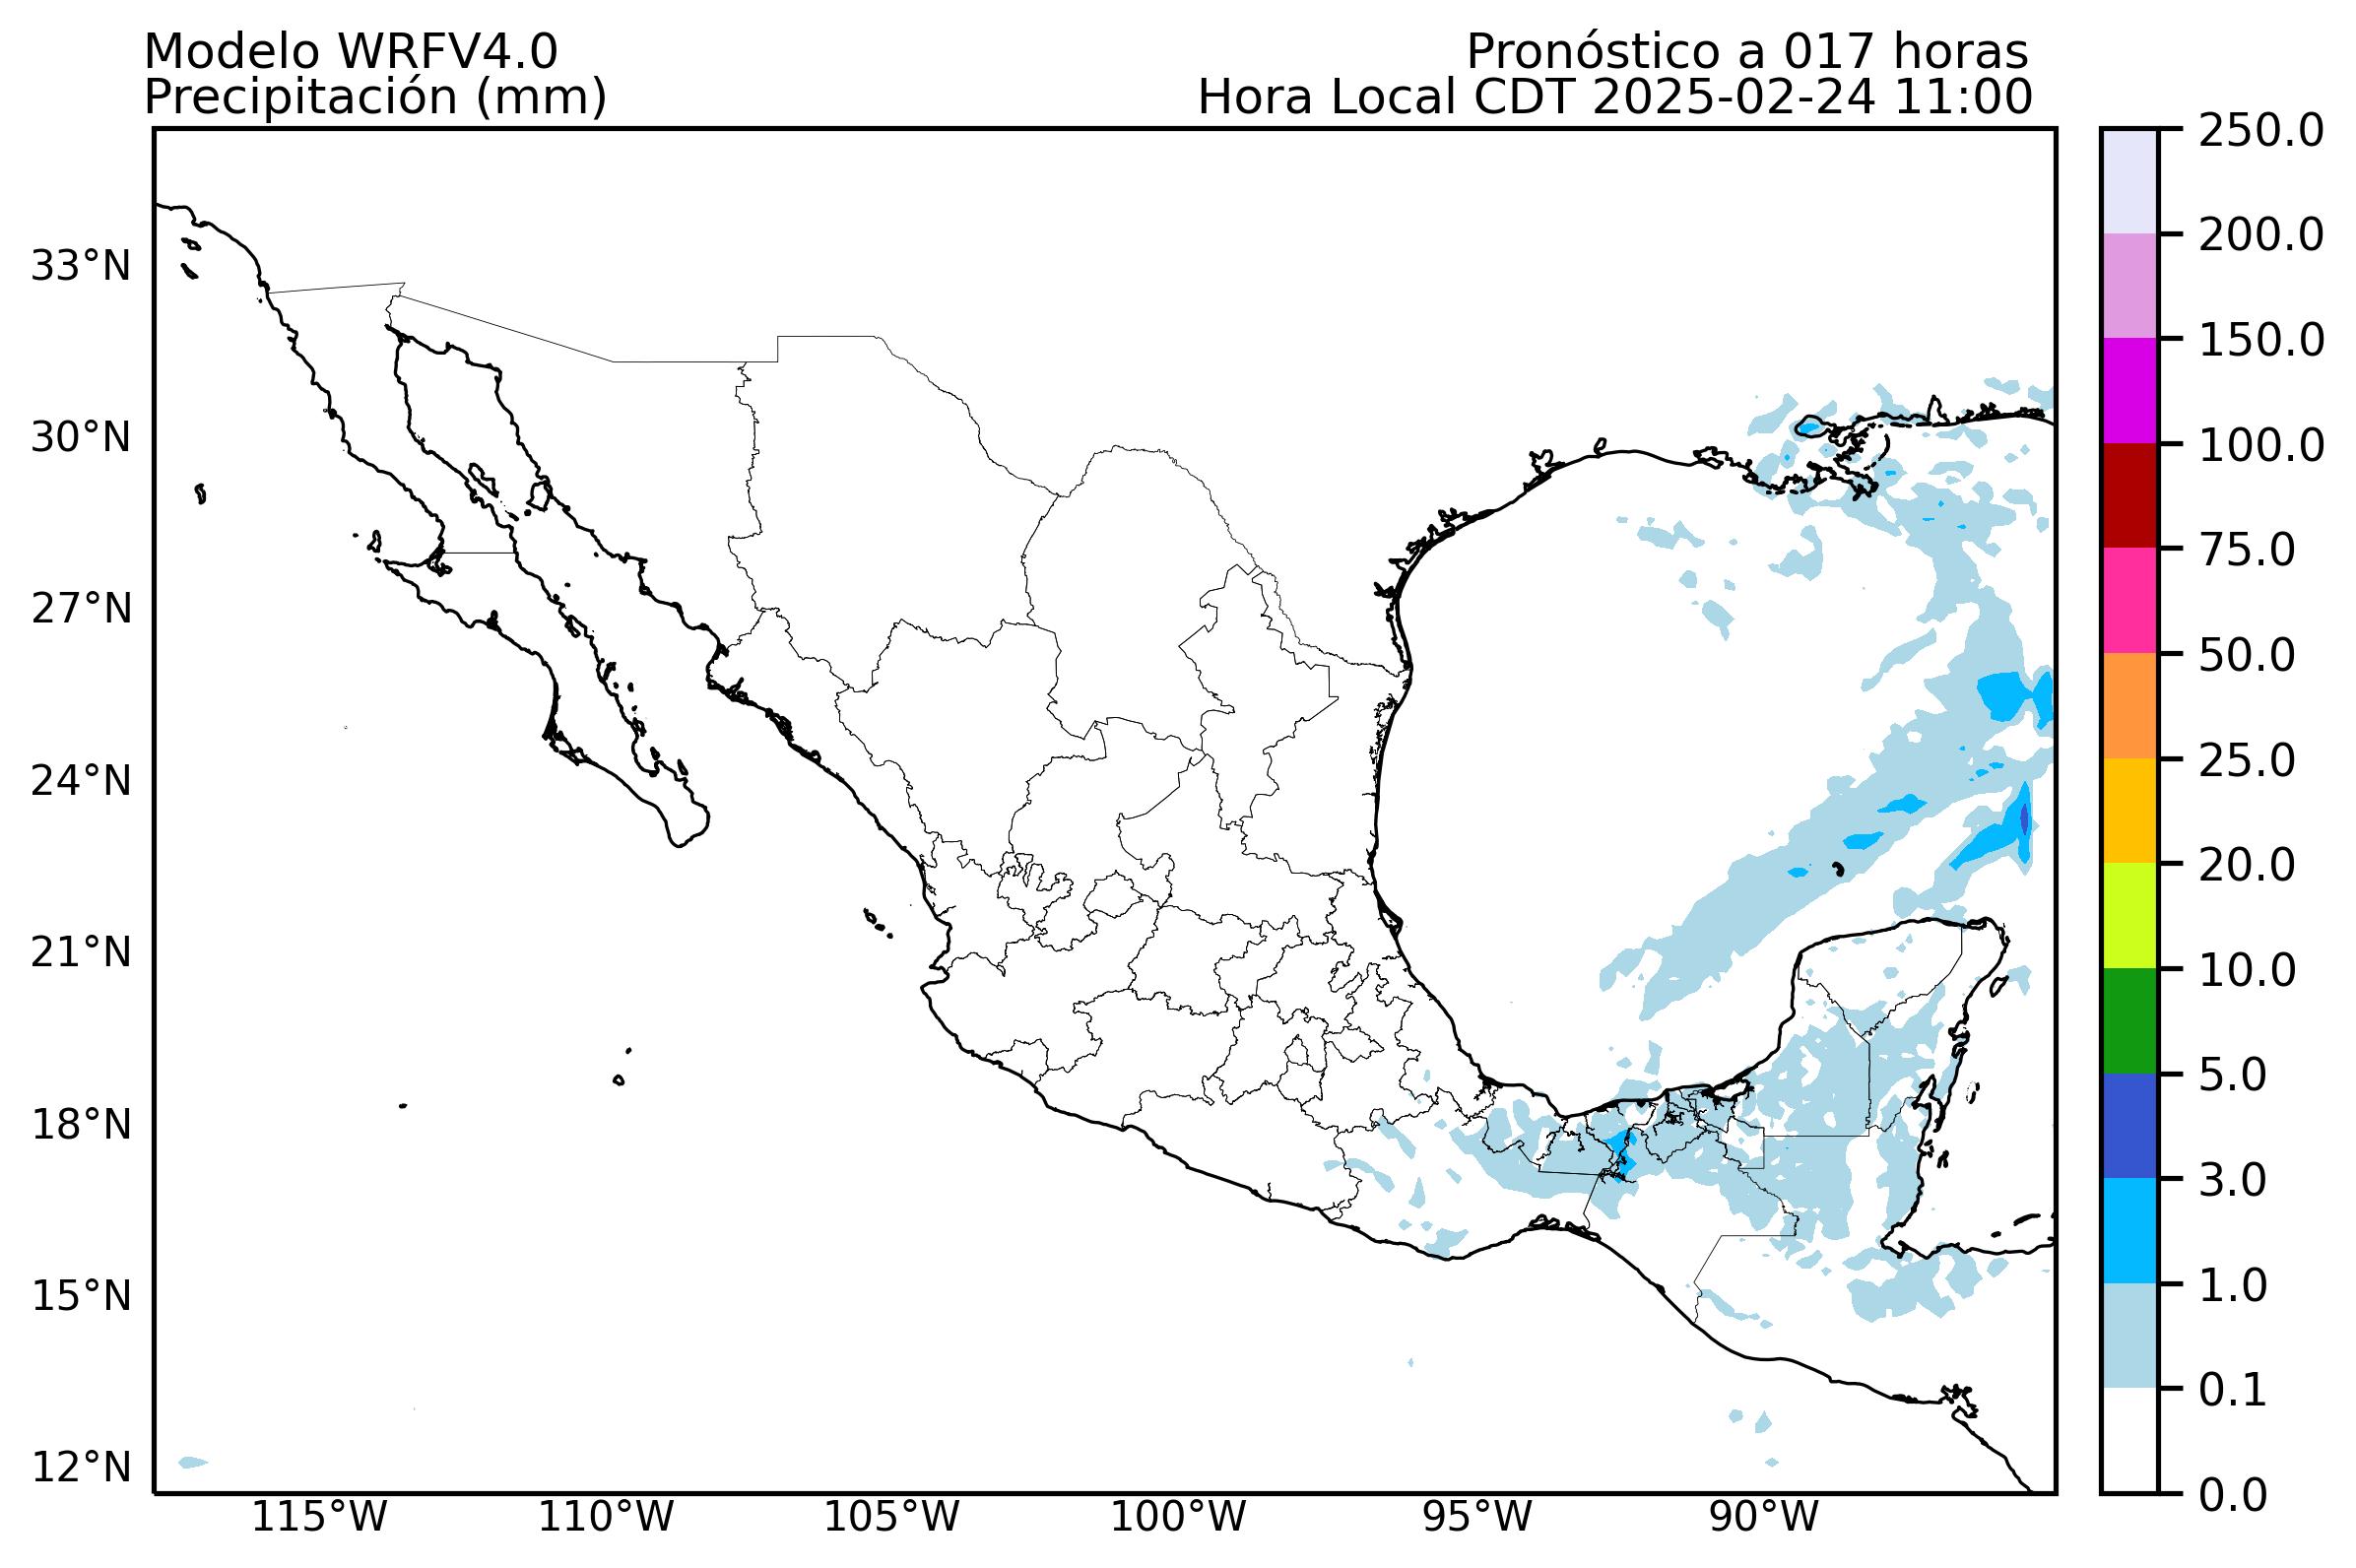 Modelo WRFV4.0
Precipitación (mm)
Pronóstico a 017 horas
Hora Local CDT 2025-02-24 11:00
33°N
30°N
27°N
24°N
21°N
18°N
15°N
12°N
115°W
110°W
105°W
100°W
95°W
90°W
250.0
200.0
150.0
100.0
75.0
50.0
25.0
20.0
10.0
5.0
3.0
1.0
0.1
0.0